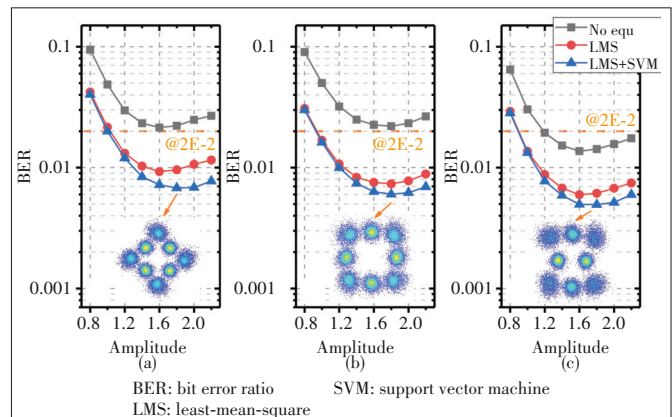 No equ
LMS
LMS+SVM
0.1
0.01
0.001
BER
@2E-2
0.8 1.2 1.6 2.0
Amplitude
(a)
0.1
0.01
0.001
BER
@2E-2
0.8 1.2 1.6 2.0
Amplitude
(b)
0.1
0.01
0.001
BER
@2E-2
0.8 1.2 1.6 2.0
Amplitude
(c)
BER: bit error ratio SVM: support vector machine
LMS: least-mean-square